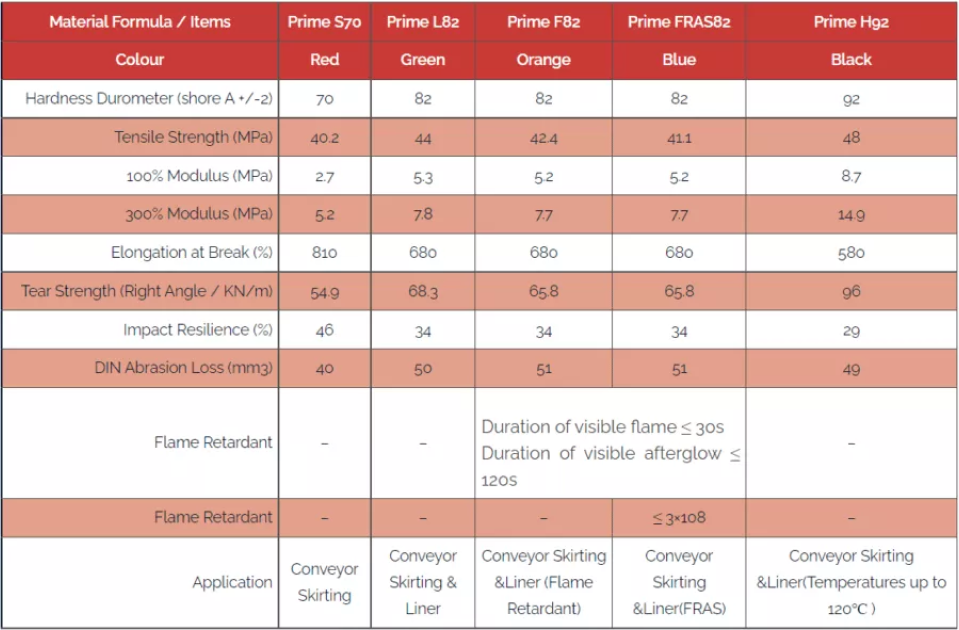 Material Formula / Items Prime S70 Prime L82 Prime F82 Prime FRAS82 Prime H92
Colour Red Green Orange Blue Black
Hardness Durometer (shore A +/-2) 70 82 82 82 92
Tensile Strength (MPa) 40.2 44 42.4 41.1 48
100% Modulus (MPa) 2.7 5.3 5.2 5.2 8.7
300% Modulus (MPa) 5.2 7.8 7.7 7.7 14.9
Elongation at Break (%) 810 680 680 680 580
Tear Strength (Right Angle / KN/m) 54.9 68.3 65.8 65.8 96
Impact Resilience (%) 46 34 34 34 29
DIN Abrasion Loss (mm3) 40 50 51 51 49
Flame Retardant – – Duration of visible flame ≤ 30s
Duration of visible afterglow ≤
120s –
Flame Retardant – – – ≤ 3×108 –
Application Conveyor
Skirting
Conveyor
Skirting &
Liner
Conveyor Skirting
&Liner (Flame
Retardant)
Conveyor
Skirting
&Liner(FRAS)
Conveyor Skirting
&Liner(Temperatures up to
120℃ )